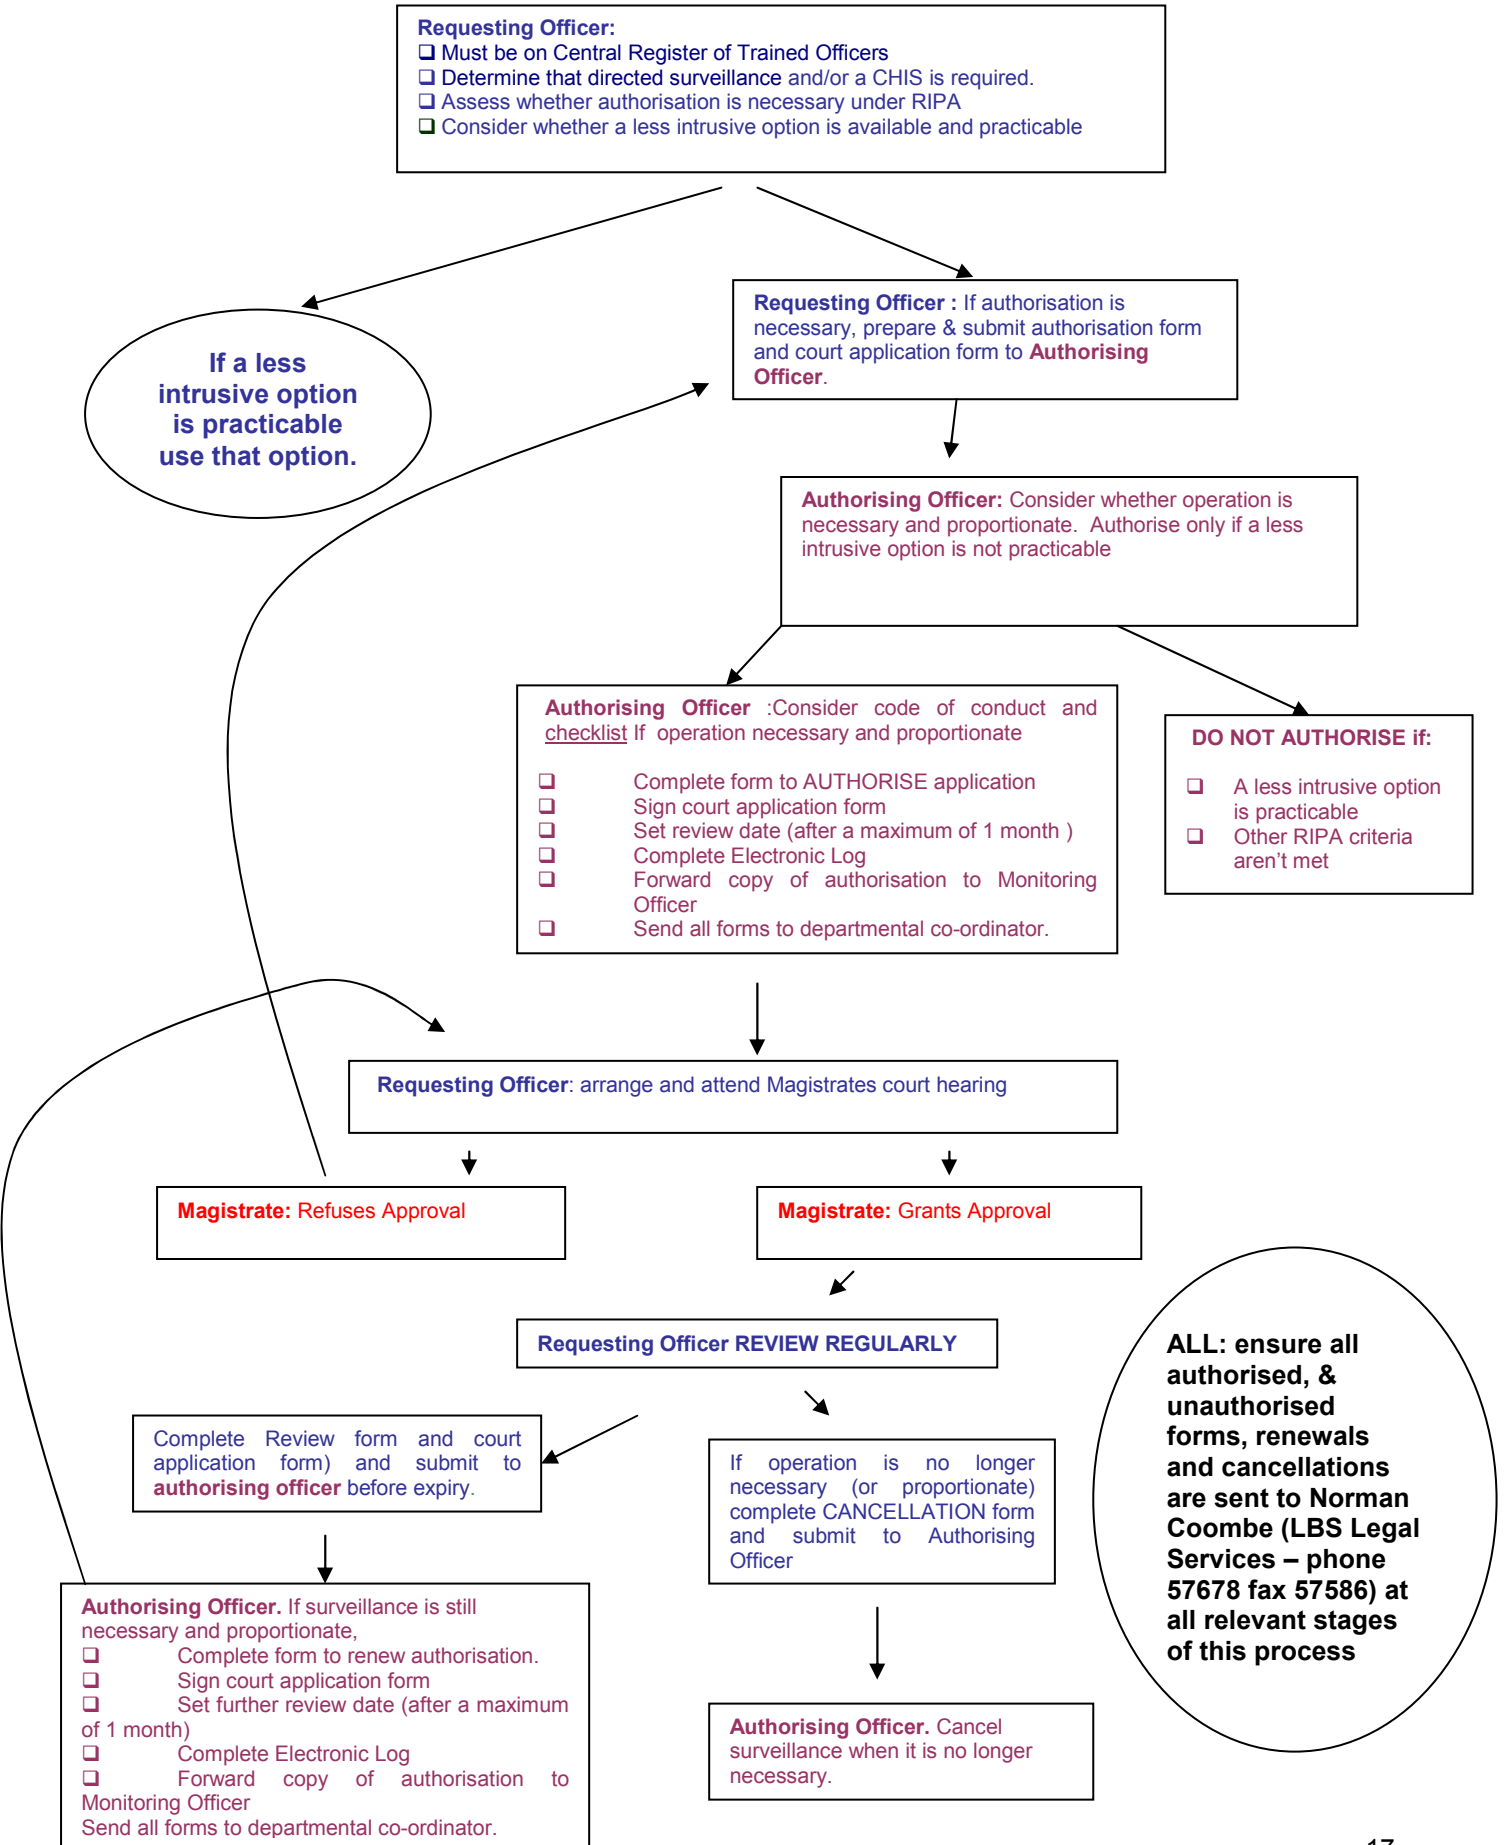 Requesting Officer:
❑ Must be on Central Register of Trained Officers
❑ Determine that directed surveillance and/or a CHIS is required.
❑ Assess whether authorisation is necessary under RIPA
❑ Consider whether a less intrusive option is available and practicable
If a less
intrusive option
is practicable
use that option.
Requesting Officer : If authorisation is
necessary, prepare & submit authorisation form
and court application form to Authorising
Officer.
Authorising Officer: Consider whether operation is
necessary and proportionate. Authorise only if a less
intrusive option is not practicable
Authorising Officer :Consider code of conduct and
checklist If operation necessary and proportionate
❑ Complete form to AUTHORISE application
❑ Sign court application form
❑ Set review date (after a maximum of 1 month )
❑ Complete Electronic Log
❑ Forward copy of authorisation to Monitoring
Officer
❑ Send all forms to departmental co-ordinator.
DO NOT AUTHORISE if:
❑ A less intrusive option
is practicable
❑ Other RIPA criteria
aren't met
Requesting Officer: arrange and attend Magistrates court hearing
Magistrate: Refuses Approval
Magistrate: Grants Approval
Requesting Officer REVIEW REGULARLY
Complete Review form and court
application form) and submit to
authorising officer before expiry.
If operation is no longer
necessary (or proportionate)
complete CANCELLATION form
and submit to Authorising
Officer
ALL: ensure all
authorised, &
unauthorised
forms, renewals
and cancellations
are sent to Norman
Coombe (LBS Legal
Services – phone
57678 fax 57586) at
all relevant stages
of this process
Authorising Officer. If surveillance is still
necessary and proportionate,
❑ Complete form to renew authorisation.
❑ Sign court application form
❑ Set further review date (after a maximum
of 1 month)
❑ Complete Electronic Log
❑ Forward copy of authorisation to
Monitoring Officer
Send all forms to departmental co-ordinator.
Authorising Officer. Cancel
surveillance when it is no longer
necessary.
17